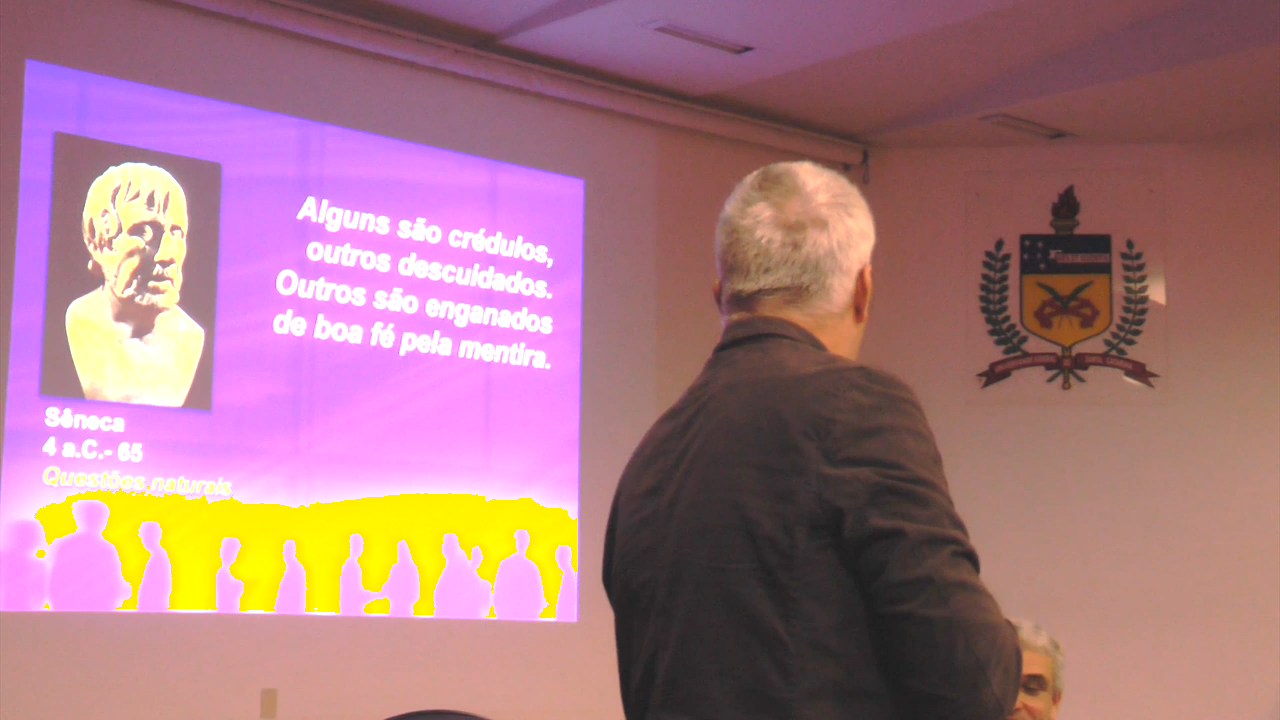 Alguns são crédulos,
outros descuidados.
Outros são enganados
de boa fé pela mentira.
Sêneca
4 a.C.- 65
Questões naturais